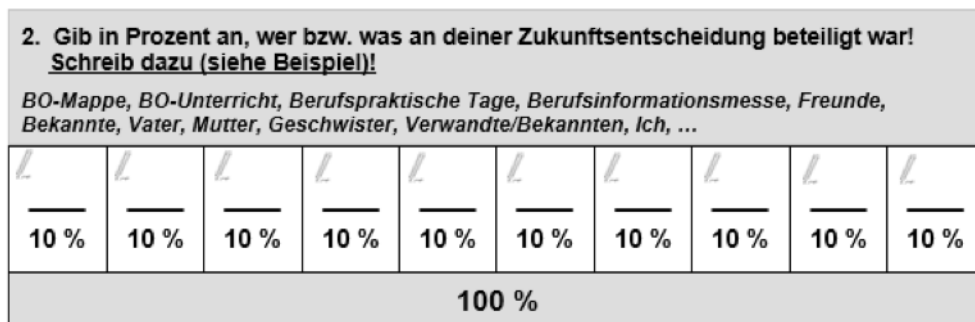 2. Gib in Prozent an, wer bzw. was an deiner Zukunftsentscheidung beteiligt war!
Schreib dazu (siehe Beispiel)!
BO-Mappe, BO-Unterricht, Berufspraktische Tage, Berufsinformationsmesse, Freunde,
Bekannte, Vater, Mutter, Geschwister, Verwandte/Bekannten, Ich, ...
10 % 10 % 10 % 10 % 10 % 10 % 10 % 10 % 10 % 10 %
100 %